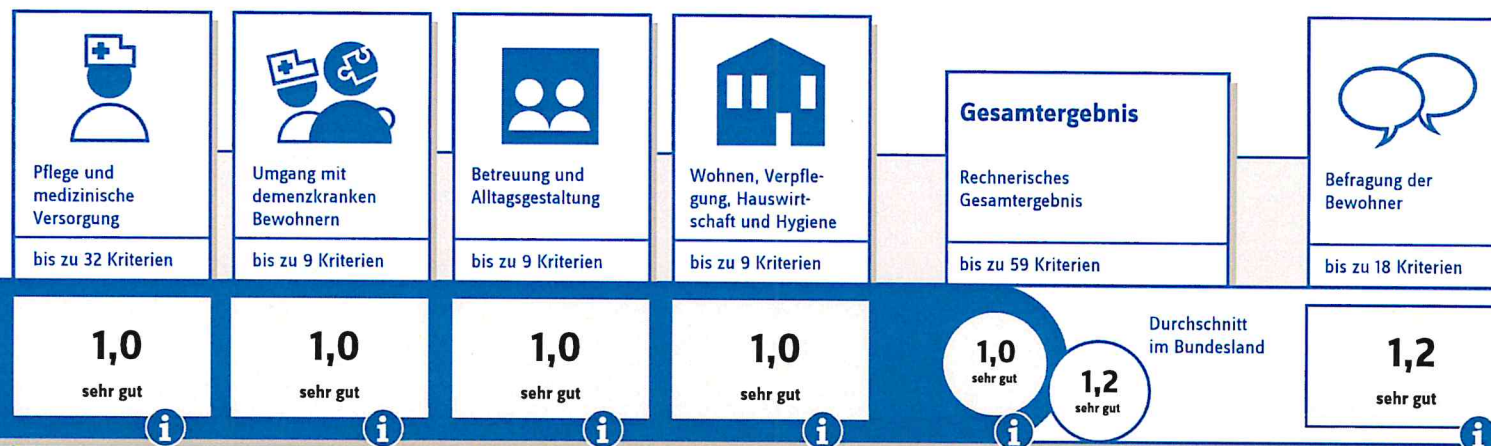 Pflege und
medizinische
Versorgung
bis zu 32 Kriterien
1,0
sehr gut
i
Umgang mit
demenzkranken
Bewohnern
bis zu 9 Kriterien
1,0
sehr gut
i
Betreuung und
Alltagsgestaltung
bis zu 9 Kriterien
1,0
sehr gut
i
Wohnen, Verpfle-
gung, Hauswirt-
schaft und Hygiene
bis zu 9 Kriterien
1,0
sehr gut
i
Gesamtergebnis
Rechnerisches
Gesamtergebnis
bis zu 59 Kriterien
1,0
sehr gut
i
1,2
sehr gut
Durchschnitt
im Bundesland
Befragung der
Bewohner
bis zu 18 Kriterien
1,2
sehr gut
i